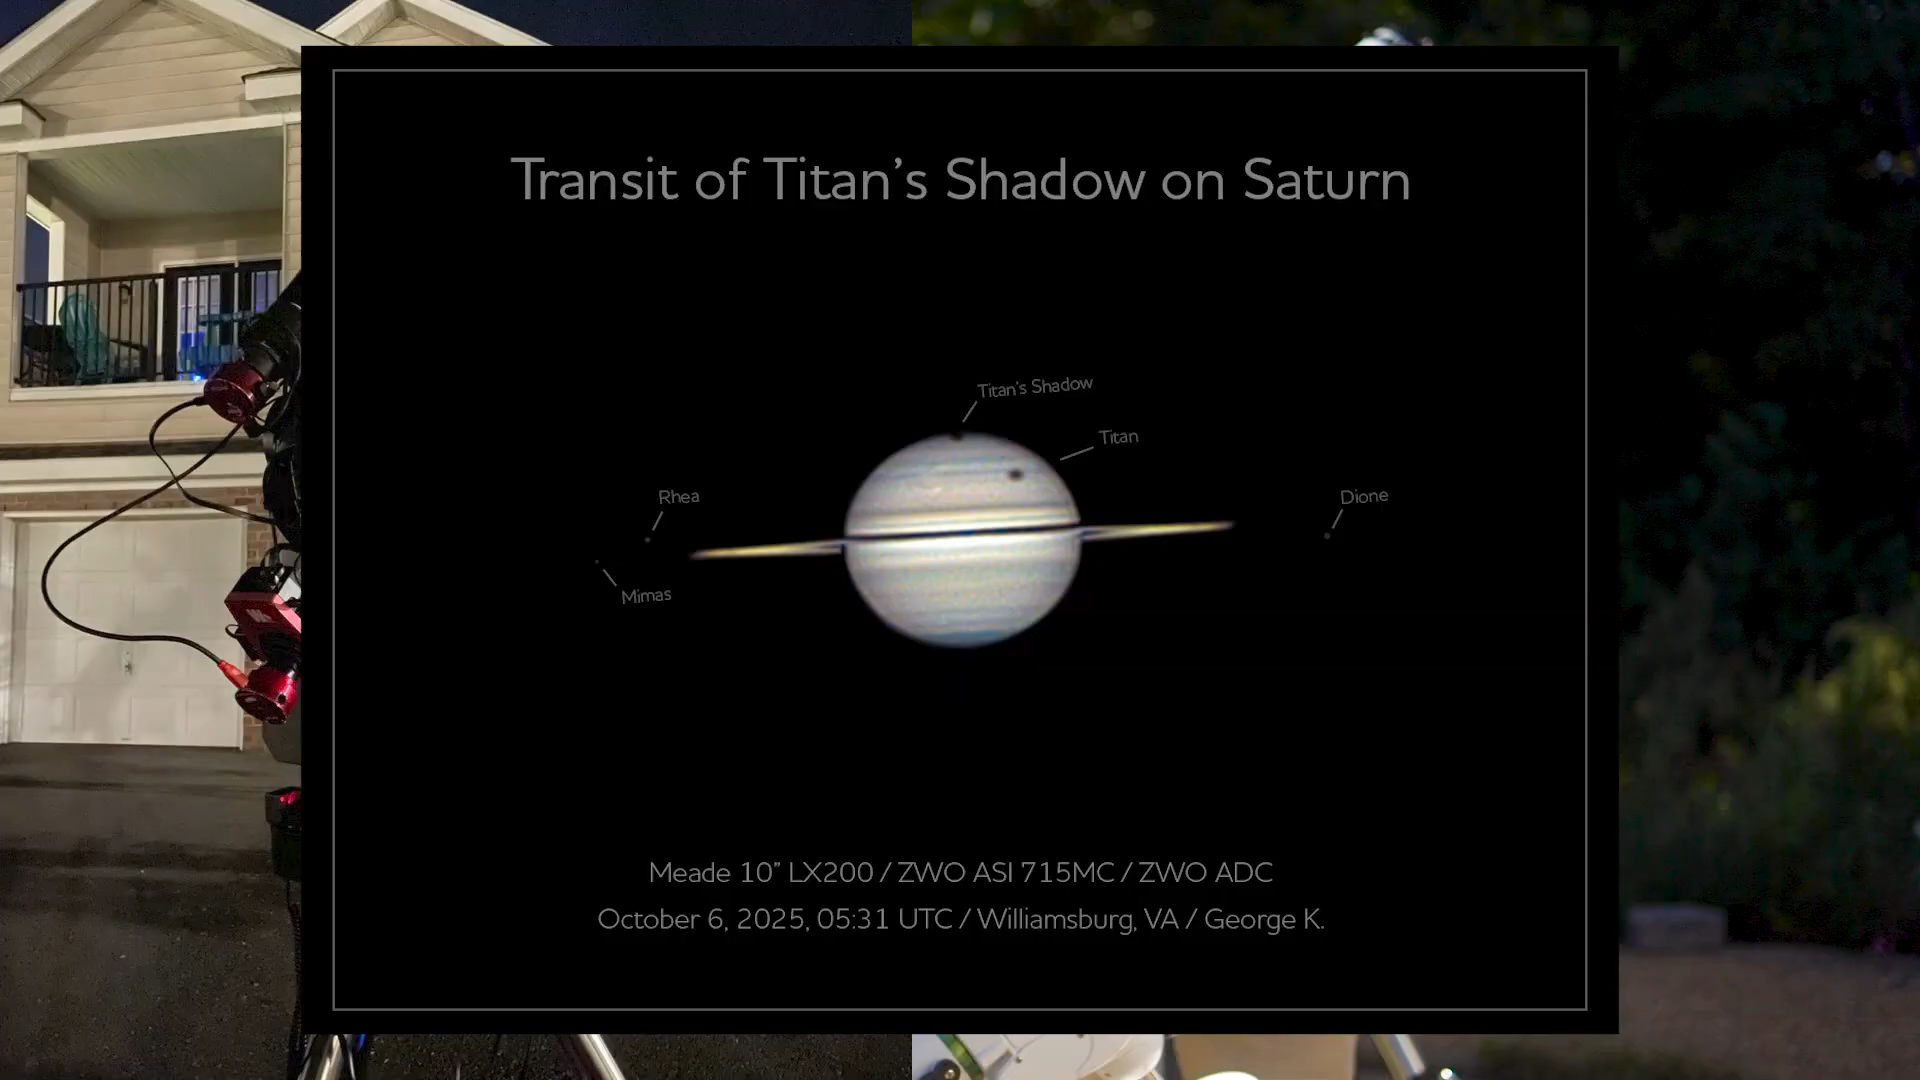 Transit of Titan’s Shadow on Saturn
Titan’s Shadow
Titan
Rhea
Dione
Mimas
Meade 10” LX200 / ZWO ASI 715MC / ZWO ADC
October 6, 2025, 05:31 UTC / Williamsburg, VA / George K.